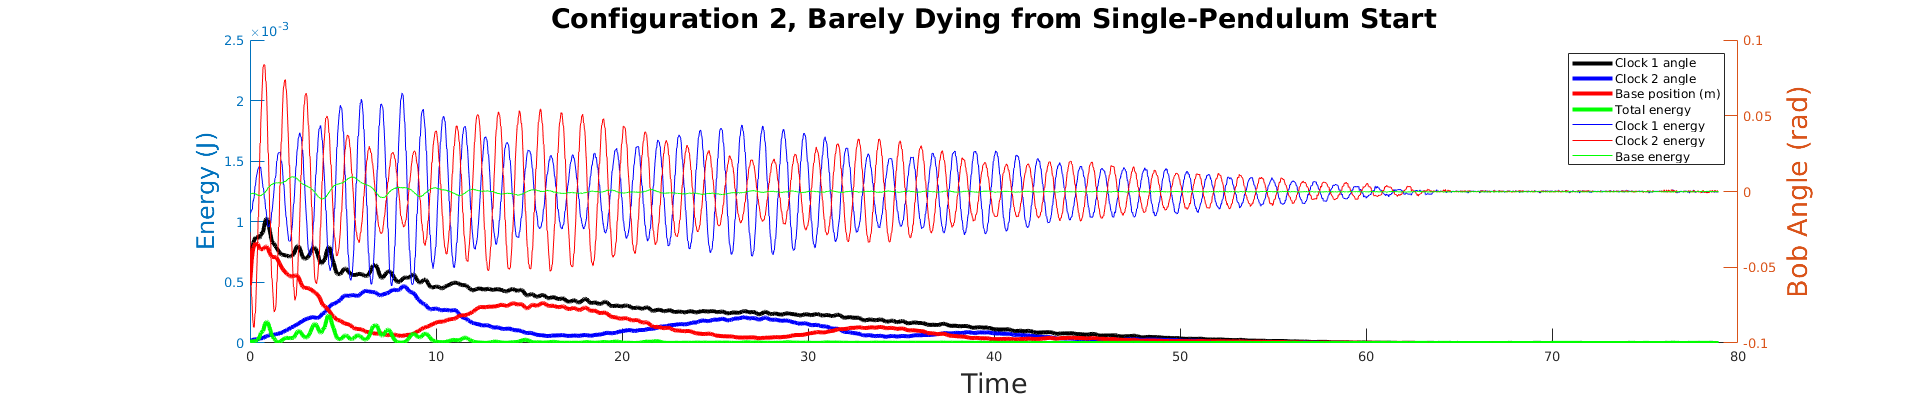 Configuration 2, Barely Dying from Single-Pendulum Start
×10⁻³
2.5
2
1.5
1
0.5
0
Energy (J)
0.1
0.05
0
-0.05
-0.1
Bob Angle (rad)
Clock 1 angle
Clock 2 angle
Base position (m)
Total energy
Clock 1 energy
Clock 2 energy
Base energy
0 10 20 30 40 50 60 70 80
Time